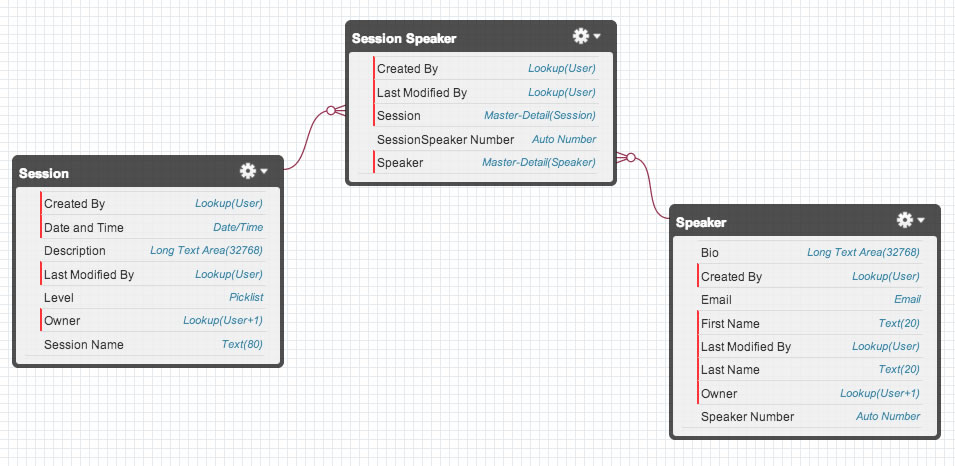 Session Speaker
Created By Lookup(User)
Last Modified By Lookup(User)
Session Master-Detail(Session)
SessionSpeaker Number Auto Number
Speaker Master-Detail(Speaker)
Session
Created By Lookup(User)
Date and Time Date/Time
Description Long Text Area(32768)
Last Modified By Lookup(User)
Level Picklist
Owner Lookup(User+1)
Session Name Text(80)
Speaker
Bio Long Text Area(32768)
Created By Lookup(User)
Email Email
First Name Text(20)
Last Modified By Lookup(User)
Last Name Text(20)
Owner Lookup(User+1)
Speaker Number Auto Number